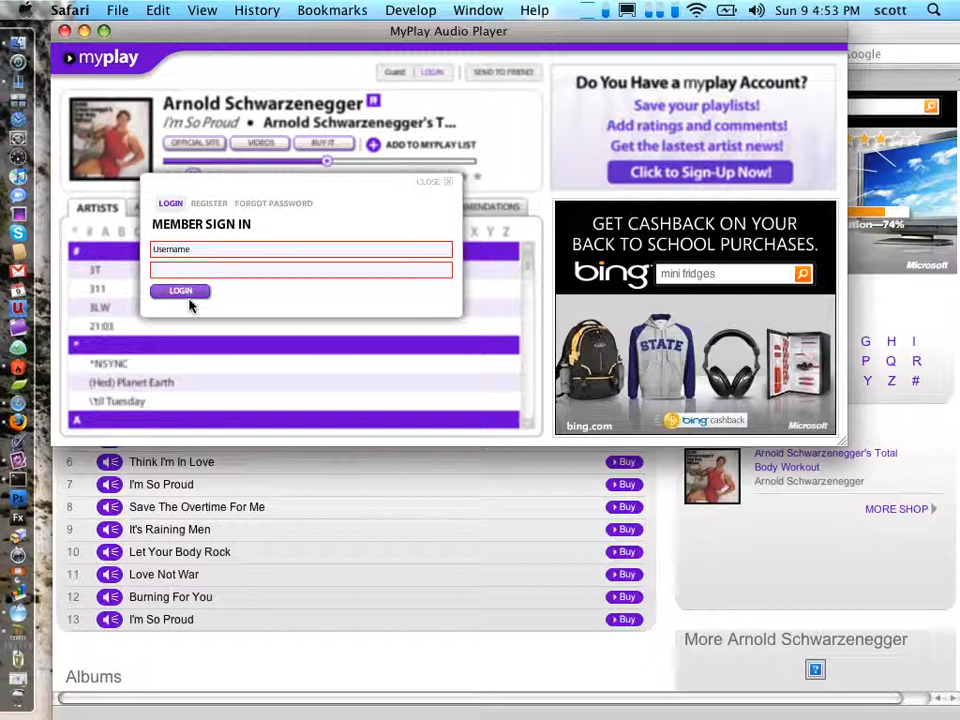 Safari File Edit View History Bookmarks Develop Window Help Sun 9 4:53 PM scott
MyPlay Audio Player
myplay
Guest LOGIN SEND TO FRIEND
Arnold Schwarzenegger
I'm So Proud • Arnold Schwarzenegger's T...
OFFICIAL SITE VIDEOS BUY IT ADD TO MYPLAY LIST
Do You Have a myplay Account?
Save your playlists!
Add ratings and comments!
Get the lastest artist news!
Click to Sign-Up Now!
CLOSE
LOGIN REGISTER FORGOT PASSWORD
MEMBER SIGN IN
Username
LOGIN
ARTISTS
# A B X Y Z
#
3T
311
3LW
21:03
*
*NSYNC
(Hed) Planet Earth
\'til Tuesday
A
GET CASHBACK ON YOUR
BACK TO SCHOOL PURCHASES.
bing mini fridges
STATE
bing.com bing cashback Microsoft
oogle
tion—74%
Microsoft
G H I
P Q R
Y Z #
6 Think I'm In Love Buy
7 I'm So Proud Buy
8 Save The Overtime For Me Buy
9 It's Raining Men Buy
10 Let Your Body Rock Buy
11 Love Not War Buy
12 Burning For You Buy
13 I'm So Proud Buy
Arnold Schwarzenegger's Total
Body Workout
Arnold Schwarzenegger
MORE SHOP
More Arnold Schwarzenegger
?
Albums